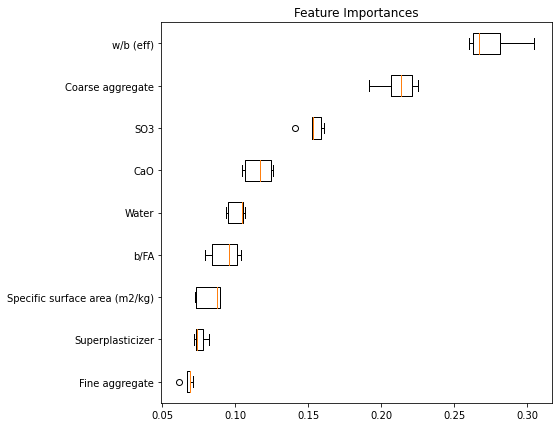 Feature Importances
w/b (eff)
Coarse aggregate
SO3
CaO
Water
b/FA
Specific surface area (m2/kg)
Superplasticizer
Fine aggregate
0.05 0.10 0.15 0.20 0.25 0.30